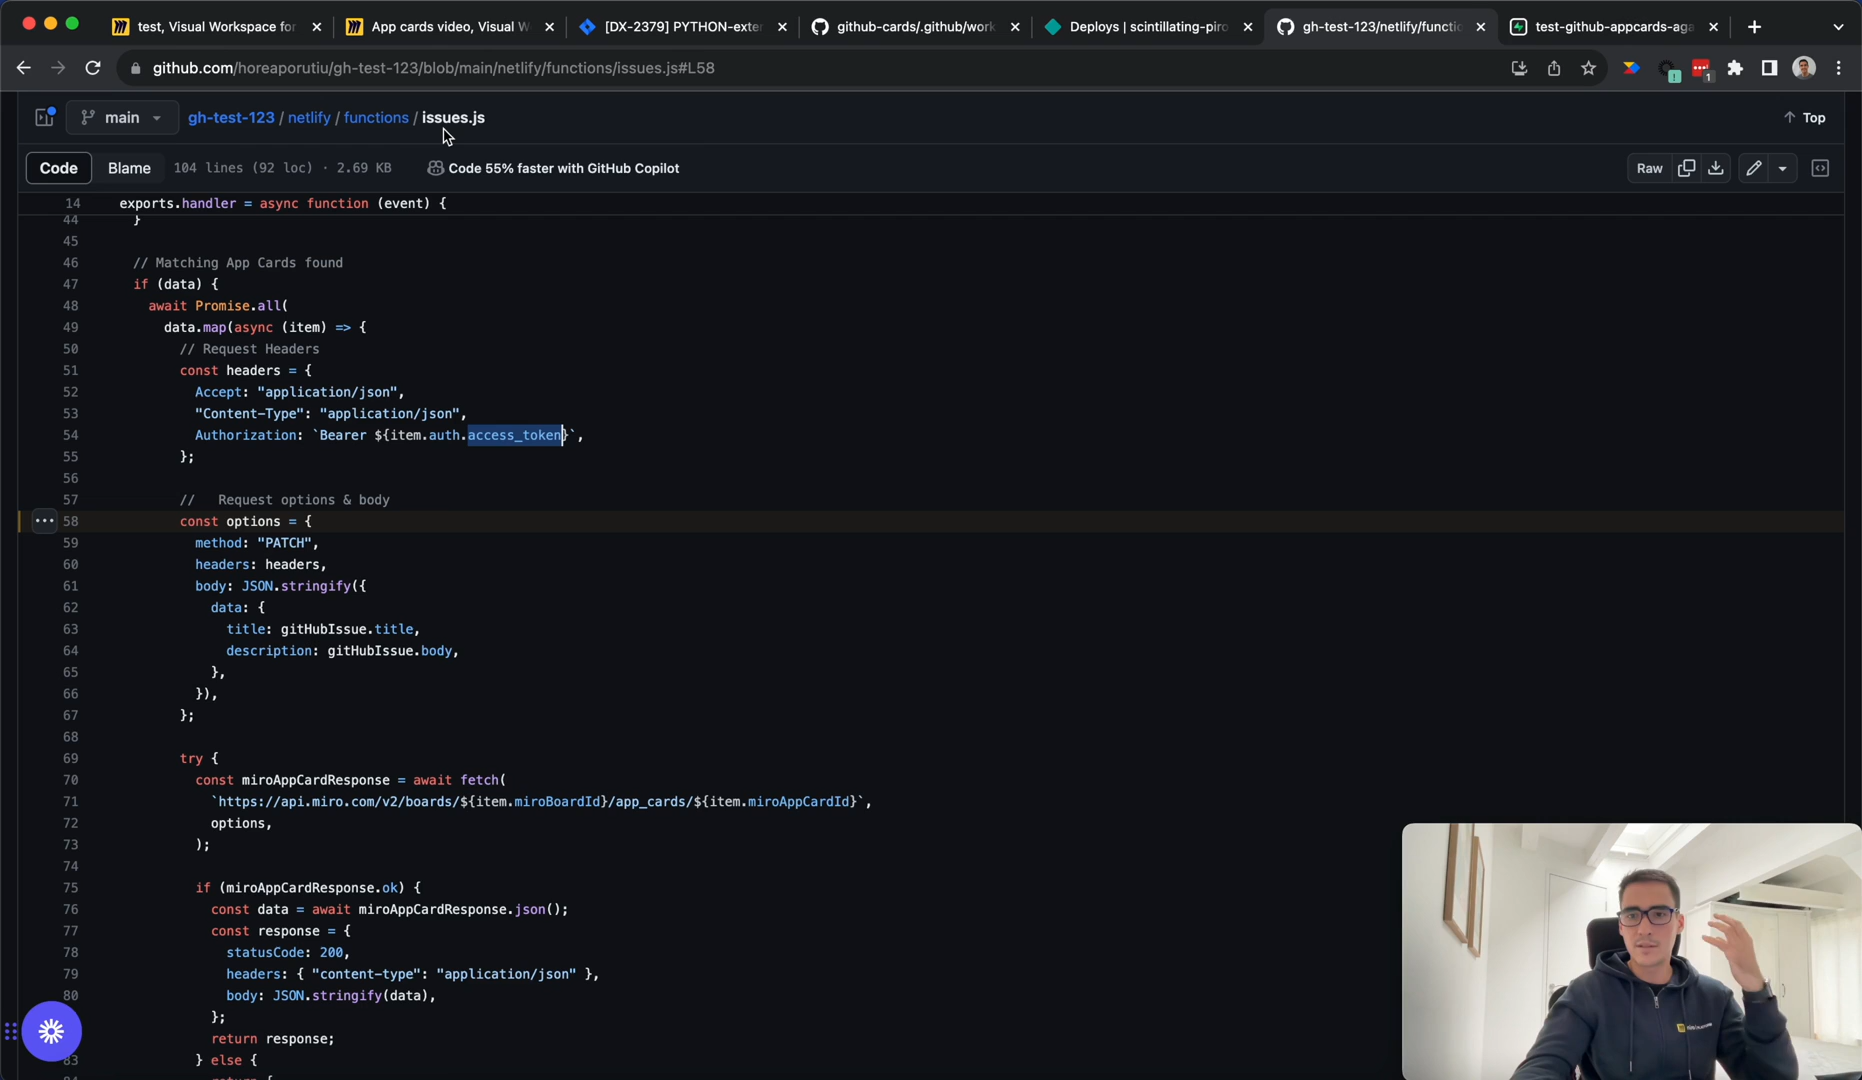 test, Visual Workspace for
App cards video, Visual W
[DX-2379] PYTHON-exter
github-cards/.github/work
Deploys | scintillating-piro
gh-test-123/netlify/functio
test-github-appcards-aga
github.com/horeaporutiu/gh-test-123/blob/main/netlify/functions/issues.js#L58
1
main
gh-test-123 / netlify / functions / issues.js
Top
Code
Blame
104 lines (92 loc) · 2.69 KB
Code 55% faster with GitHub Copilot
Raw
14 exports.handler = async function (event) {
44 }
45
46 // Matching App Cards found
47 if (data) {
48 await Promise.all(
49 data.map(async (item) => {
50 // Request Headers
51 const headers = {
52 Accept: "application/json",
53 "Content-Type": "application/json",
54 Authorization: `Bearer ${item.auth.access_token}`,
55 };
56
57 // Request options & body
58 const options = {
59 method: "PATCH",
60 headers: headers,
61 body: JSON.stringify({
62 data: {
63 title: gitHubIssue.title,
64 description: gitHubIssue.body,
65 },
66 }),
67 };
68
69 try {
70 const miroAppCardResponse = await fetch(
71 `https://api.miro.com/v2/boards/${item.miroBoardId}/app_cards/${item.miroAppCardId}`,
72 options,
73 );
74
75 if (miroAppCardResponse.ok) {
76 const data = await miroAppCardResponse.json();
77 const response = {
78 statusCode: 200,
79 headers: { "content-type": "application/json" },
80 body: JSON.stringify(data),
};
return response;
83 } else {
return {